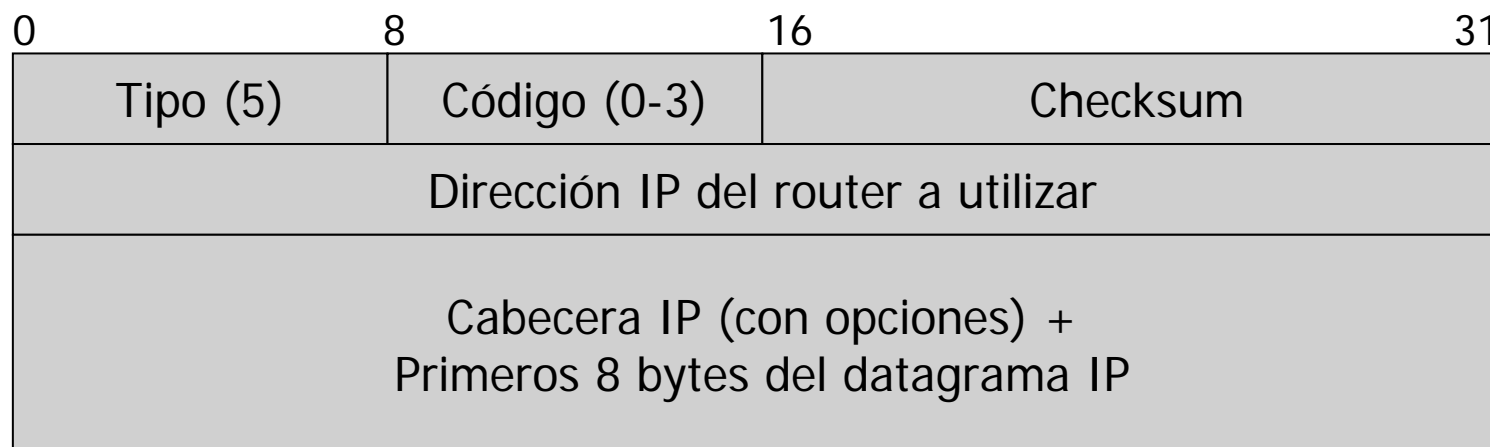 0 8 16 31
Tipo (5) Código (0-3) Checksum
Dirección IP del router a utilizar
Cabecera IP (con opciones) +
Primeros 8 bytes del datagrama IP